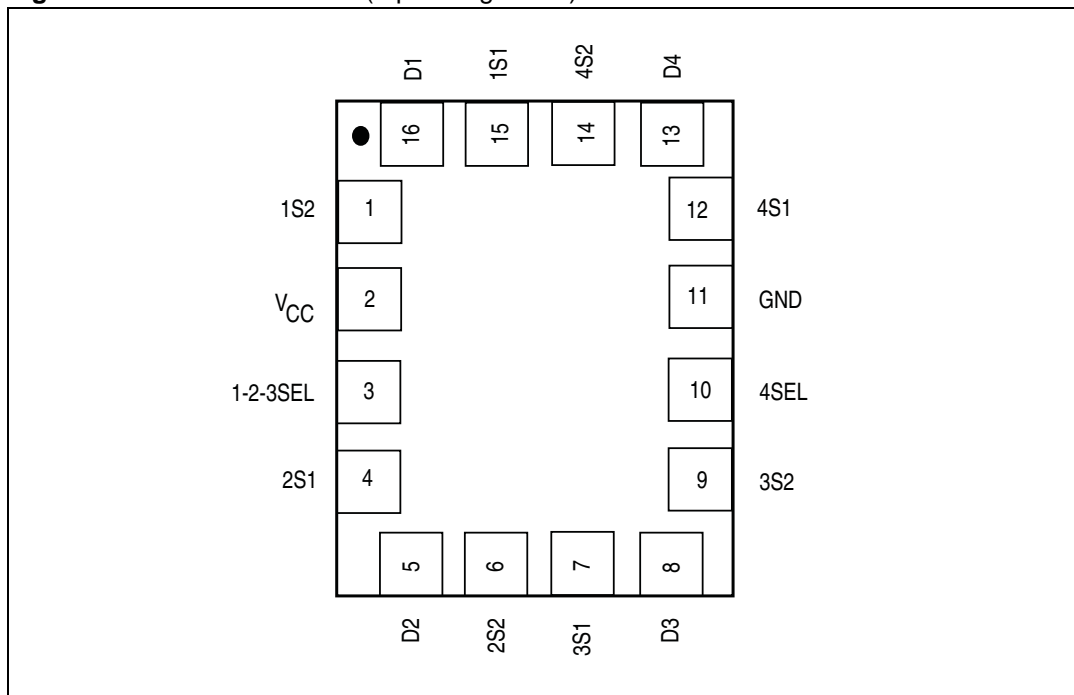 D1 1S1 4S2 D4
16 15 14 13
1S2 1 12 4S1
VCC 2 11 GND
1-2-3SEL 3 10 4SEL
2S1 4 9 3S2
5 6 7 8
D2 2S2 3S1 D3